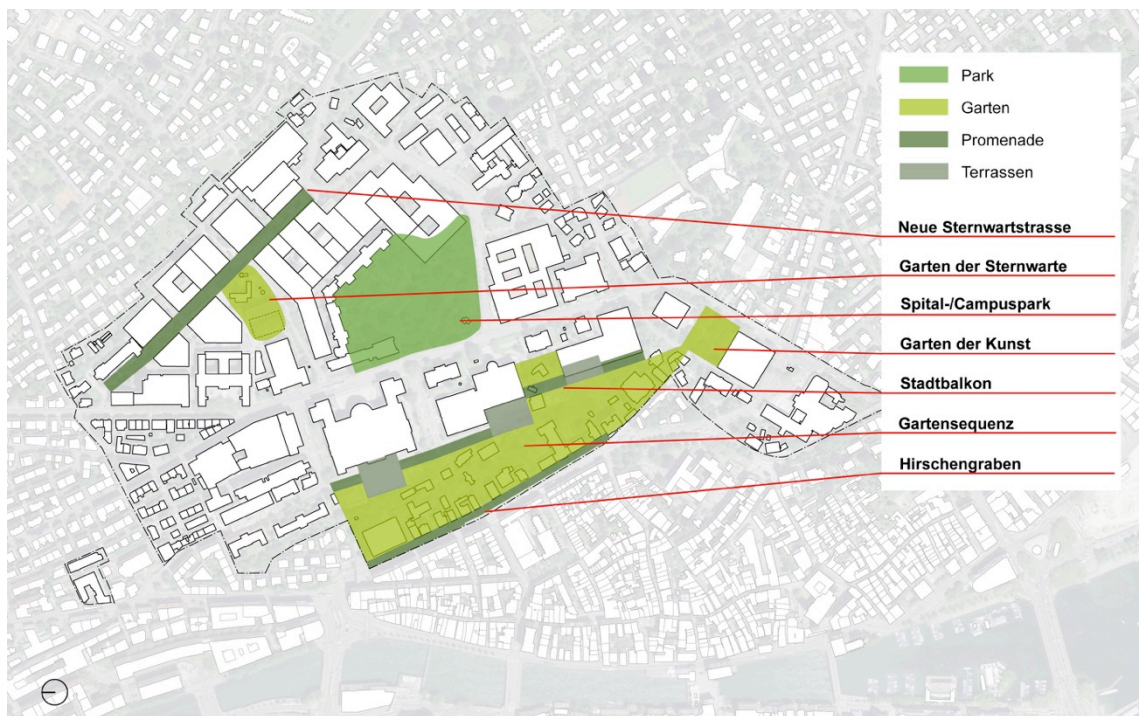 Park
Garten
Promenade
Terrassen
Neue Sternwartstrasse
Garten der Sternwarte
Spital-/Campuspark
Garten der Kunst
Stadtbalkon
Gartensequenz
Hirschengraben